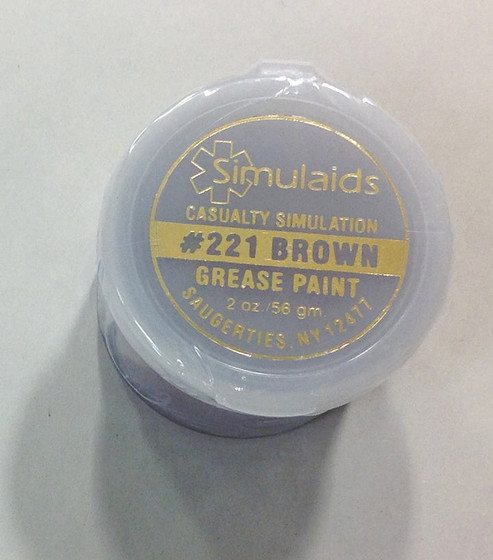 Simulaids
CASUALTY SIMULATION
#221 BROWN
GREASE PAINT
2 oz./56 gm.
SAUGERTIES, NY 12477